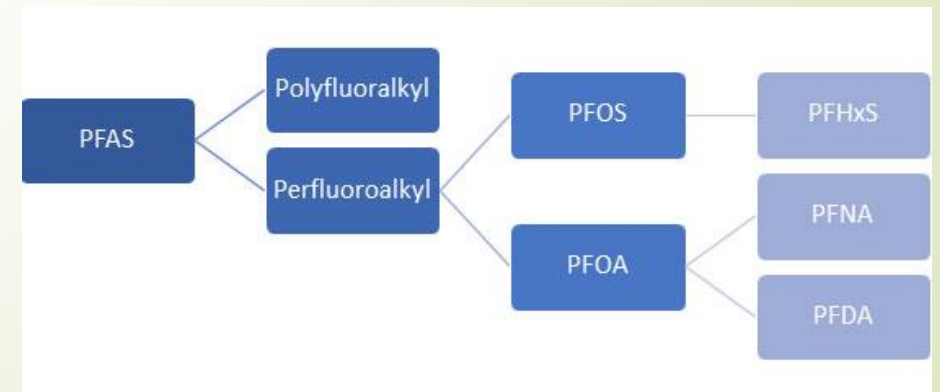 PFAS
Polyfluoralkyl
Perfluoroalkyl
PFOS
PFOA
PFHxS
PFNA
PFDA